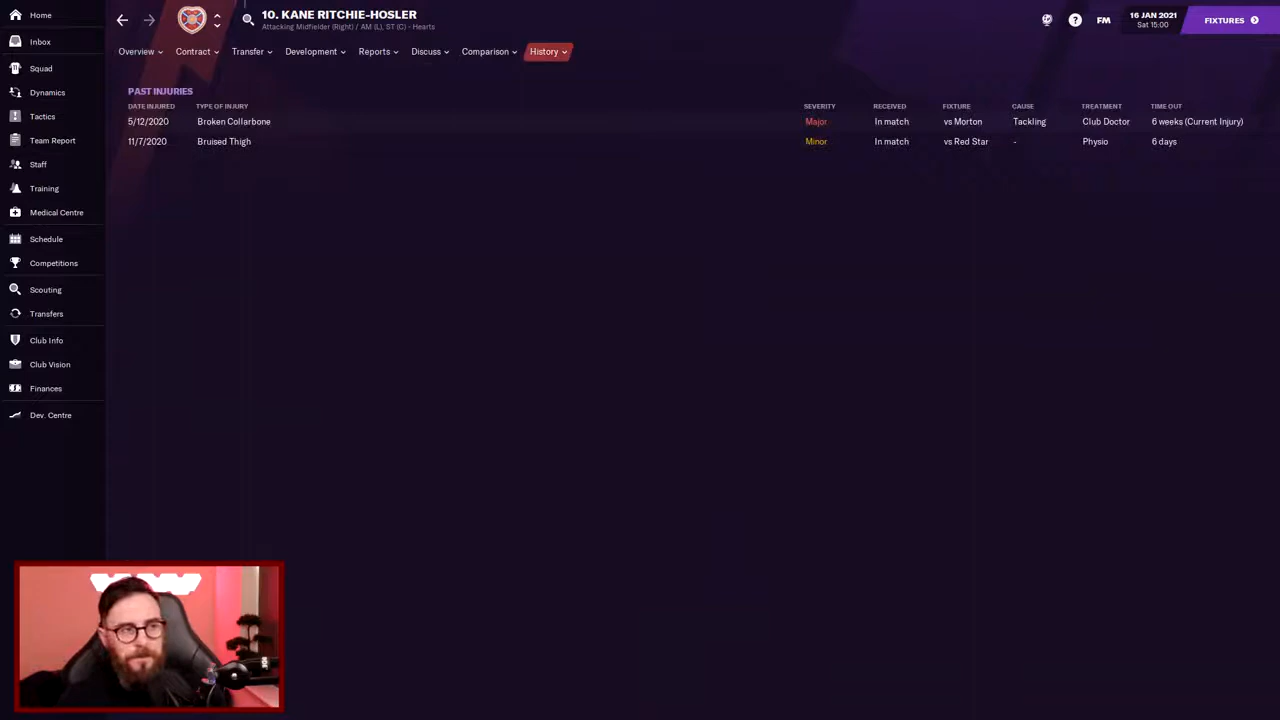 10. KANE RITCHIE-HOSLER
Attacking Midfielder (Right) / AM (L), ST (C) - Hearts
FM
16 JAN 2021
Sat 15:00
FIXTURES
Home
Inbox
Squad
Dynamics
Tactics
Team Report
Staff
Training
Medical Centre
Schedule
Competitions
Scouting
Transfers
Club Info
Club Vision
Finances
Dev. Centre
Overview Contract Transfer Development Reports Discuss Comparison History
PAST INJURIES
DATE INJURED TYPE OF INJURY SEVERITY RECEIVED FIXTURE CAUSE TREATMENT TIME OUT
5/12/2020 Broken Collarbone Major In match vs Morton Tackling Club Doctor 6 weeks (Current Injury)
11/7/2020 Bruised Thigh Minor In match vs Red Star - Physio 6 days